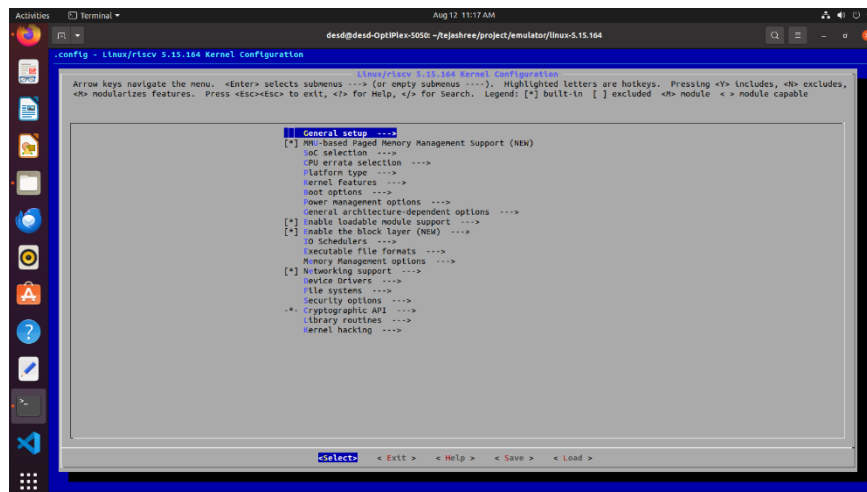 Activities
Terminal
Aug 12 11:17 AM
desd@desd-OptiPlex-5050: ~/tejashree/project/emulator/linux-5.15.164
.config - Linux/riscv 5.15.164 Kernel Configuration
Linux/riscv 5.15.164 Kernel Configuration
Arrow keys navigate the menu. <Enter> selects submenus ---> (or empty submenus ----). Highlighted letters are hotkeys. Pressing <Y> includes, <N> excludes,
<M> modularizes features. Press <Esc><Esc> to exit, <?> for Help, </> for Search. Legend: [*] built-in [ ] excluded <M> module < > module capable
General setup --->
[*] MMU-based Paged Memory Management Support (NEW)
SoC selection --->
CPU errata selection --->
Platform type --->
Kernel features --->
Boot options --->
Power management options --->
General architecture-dependent options --->
[*] Enable loadable module support --->
[*] Enable the block layer (NEW) --->
IO Schedulers --->
Executable file formats --->
Memory Management options --->
[*] Networking support --->
Device Drivers --->
File systems --->
Security options --->
-*- Cryptographic API --->
Library routines --->
Kernel hacking --->
<Select> < Exit > < Help > < Save > < Load >